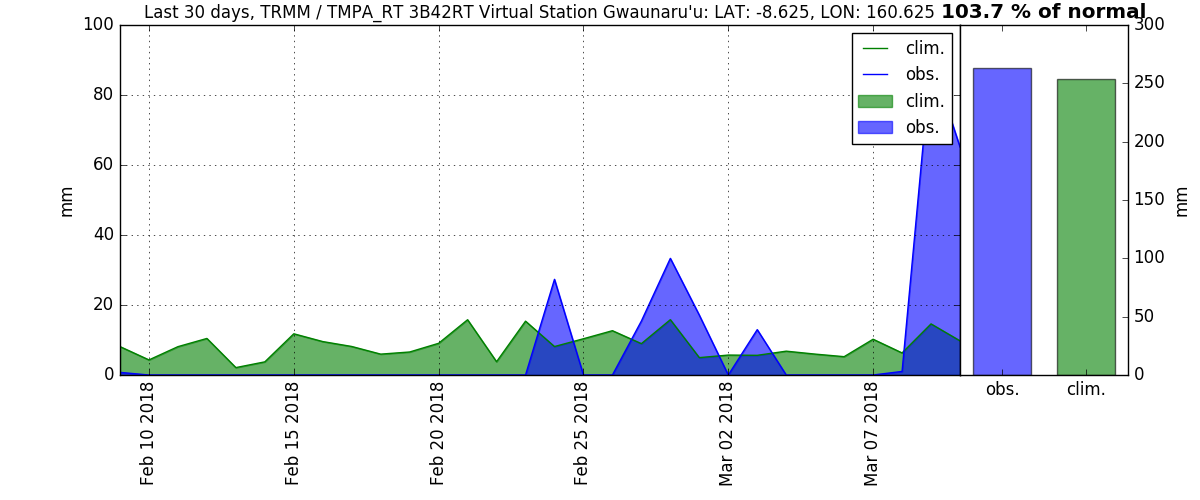 Last 30 days, TRMM / TMPA_RT 3B42RT Virtual Station Gwaunaru'u: LAT: -8.625, LON: 160.625 103.7 % of normal
100
80
60
40
20
0
mm
clim.
obs.
clim.
obs.
300
250
200
150
100
50
0
mm
Feb 10 2018
Feb 15 2018
Feb 20 2018
Feb 25 2018
Mar 02 2018
Mar 07 2018
obs.
clim.